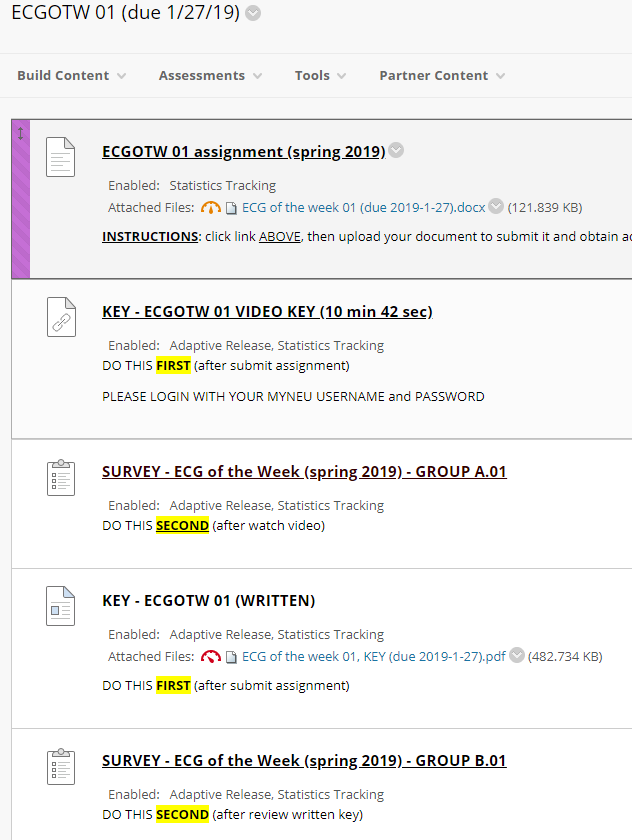 ECGOTW 01 (due 1/27/19)
Build Content Assessments Tools Partner Content
ECGOTW 01 assignment (spring 2019)
Enabled: Statistics Tracking
Attached Files: ECG of the week 01 (due 2019-1-27).docx (121.839 KB)
INSTRUCTIONS: click link ABOVE, then upload your document to submit it and obtain
KEY - ECGOTW 01 VIDEO KEY (10 min 42 sec)
Enabled: Adaptive Release, Statistics Tracking
DO THIS FIRST (after submit assignment)
PLEASE LOGIN WITH YOUR MYNEU USERNAME and PASSWORD
SURVEY - ECG of the Week (spring 2019) - GROUP A.01
Enabled: Adaptive Release, Statistics Tracking
DO THIS SECOND (after watch video)
KEY - ECGOTW 01 (WRITTEN)
Enabled: Adaptive Release, Statistics Tracking
Attached Files: ECG of the week 01, KEY (due 2019-1-27).pdf (482.734 KB)
DO THIS FIRST (after submit assignment)
SURVEY - ECG of the Week (spring 2019) - GROUP B.01
Enabled: Adaptive Release, Statistics Tracking
DO THIS SECOND (after review written key)